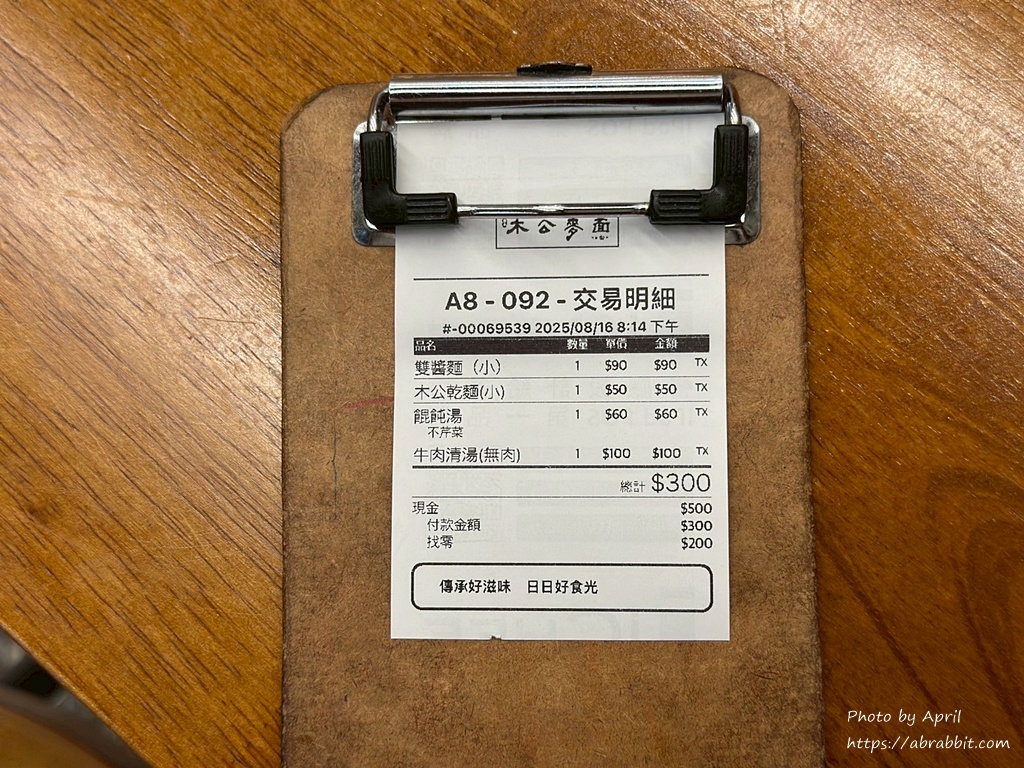 木公麥面
A8 - 092 - 交易明細
#-00069539 2025/08/16 8:14 下午
品名 數量 單價 金額
雙醬麵（小） 1 $90 $90 TX
木公乾麵(小) 1 $50 $50 TX
餛飩湯 1 $60 $60 TX
不芹菜
牛肉清湯(無肉) 1 $100 $100 TX
總計 $300
現金 $500
付款金額 $300
找零 $200
傳承好滋味 日日好食光
Photo by April
https://abrabbit.com